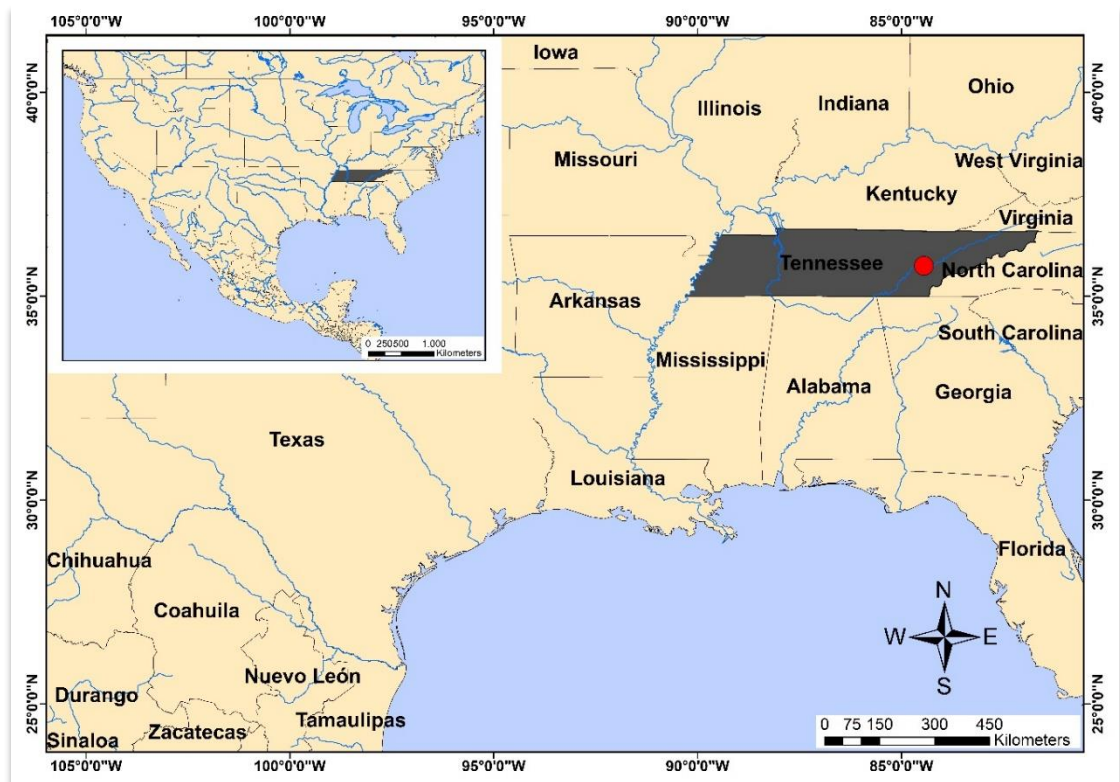 105°0'0"W
100°0'0"W
95°0'0"W
90°0'0"W
85°0'0"W
40°0'0"N
35°0'0"N
30°0'0"N
25°0'0"N
0 250500 1.000
Kilometers
Iowa
Illinois
Indiana
Ohio
Missouri
West Virginia
Kentucky
Virginia
Tennessee
North Carolina
Arkansas
South Carolina
Mississippi
Alabama
Georgia
Texas
Louisiana
Florida
Chihuahua
Coahuila
Nuevo León
Durango
Tamaulipas
Zacatecas
Sinaloa
N
W E
S
0 75 150 300 450
Kilometers
40°0'0"N
35°0'0"N
30°0'0"N
25°0'0"N
105°0'0"W
100°0'0"W
95°0'0"W
90°0'0"W
85°0'0"W